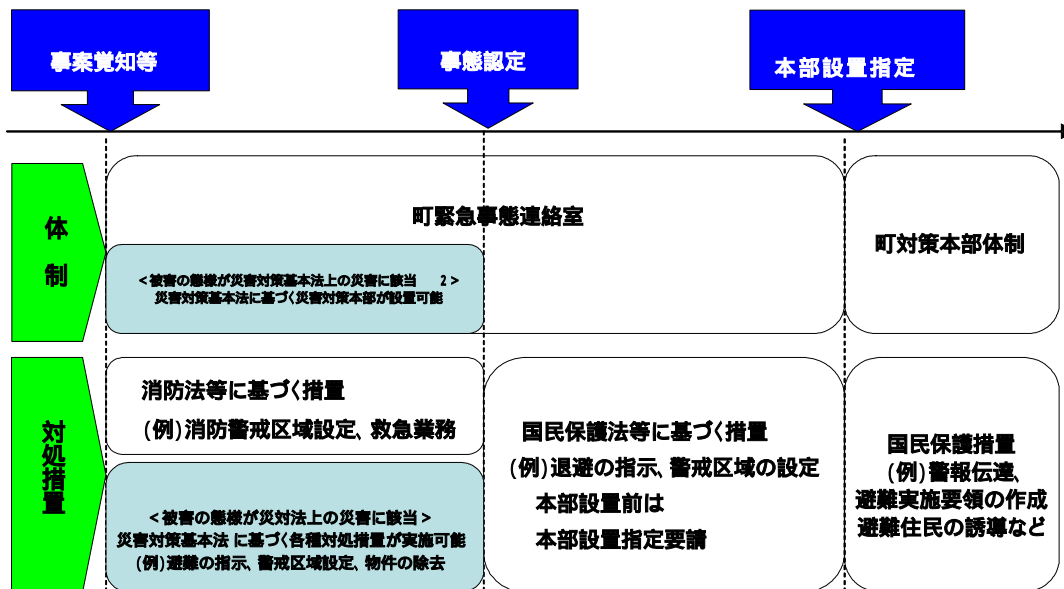 事案覚知等
事態認定
本部設置指定
体
制
町緊急事態連絡室
<被害の態様が災害対策基本法上の災害に該当 2>
災害対策基本法に基づく災害対策本部が設置可能
町対策本部体制
対処措置
消防法等に基づく措置
(例)消防警戒区域設定、救急業務
<被害の態様が災対法上の災害に該当>
災害対策基本法 に基づく各種対処措置が実施可能
(例)避難の指示、警戒区域設定、物件の除去
国民保護法等に基づく措置
(例)退避の指示、警戒区域の設定
本部設置前は
本部設置指定要請
国民保護措置
(例)警報伝達、
避難実施要領の作成
避難住民の誘導など